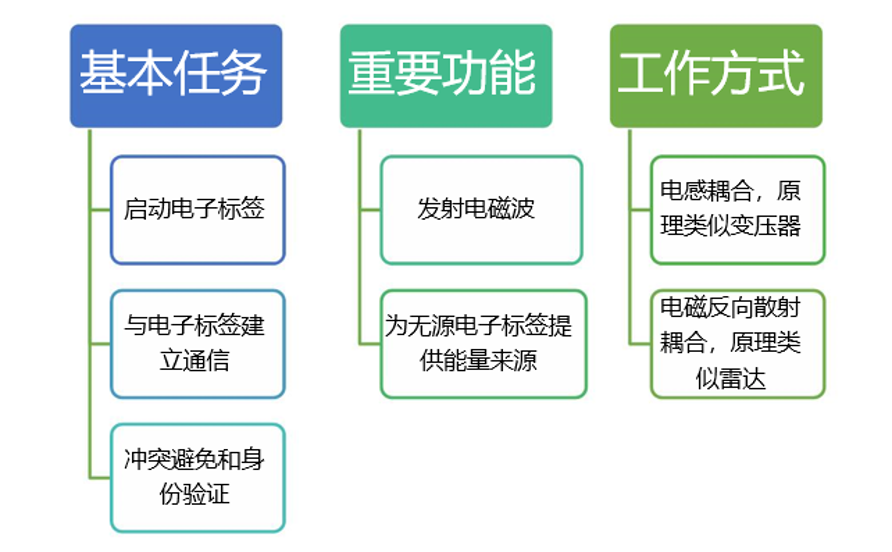 基本任务
启动电子标签
与电子标签建
立通信
冲突避免和身
份验证
重要功能
发射电磁波
为无源电子标签提
供能量来源
工作方式
电感耦合，原
理类似变压器
电磁反向散射
耦合，原理类
似雷达